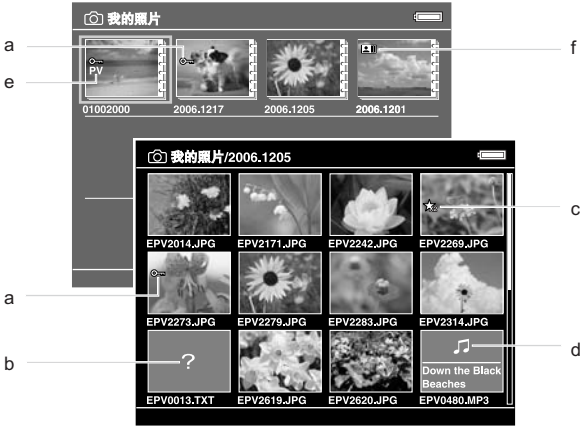 我的照片
a
f
e
PV
01002000 2006.1217 2006.1205 2006.1201
我的照片/2006.1205
c
EPV2014.JPG EPV2171.JPG EPV2242.JPG EPV2269.JPG
a
EPV2273.JPG EPV2279.JPG EPV2283.JPG EPV2314.JPG
b
?
d
Down the Black
Beaches
EPV0013.TXT EPV2619.JPG EPV2620.JPG EPV0480.MP3